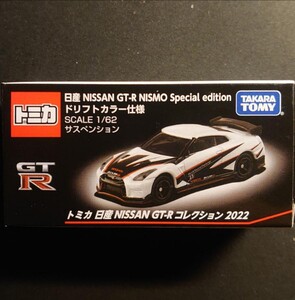 トミカ
日産 NISSAN GT-R NISMO Special edition
ドリフトカラー仕様
SCALE 1/62
サスペンション
TAKARA TOMY
GT R
トミカ 日産 NISSAN GT-R コレクション 2022